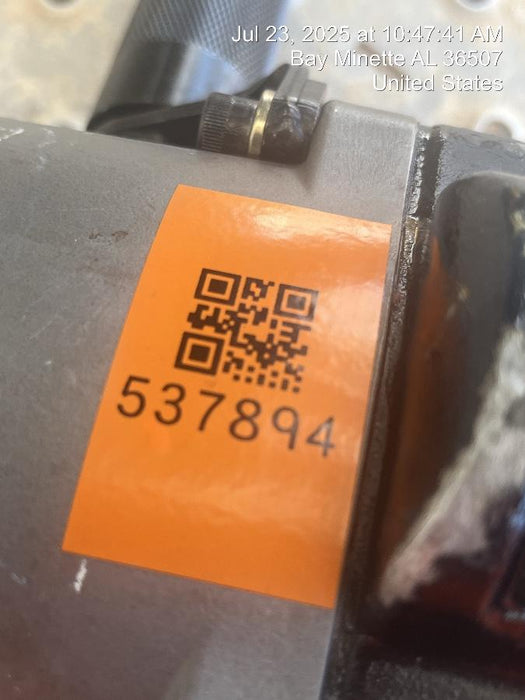 Jul 23, 2025 at 10:47:41 AM
Bay Minette AL 36507
United States
537894